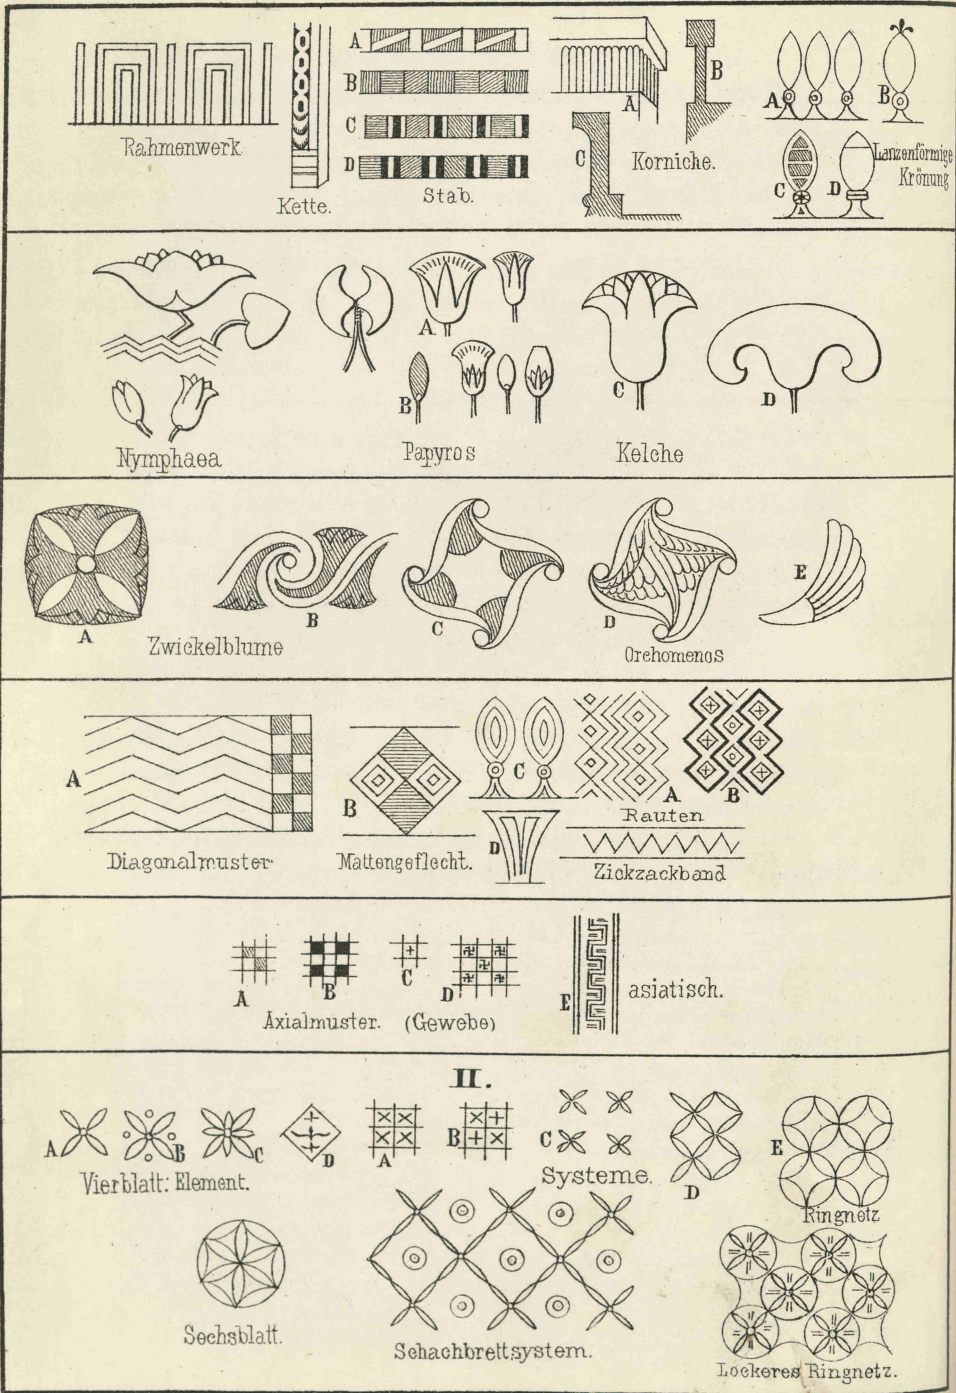 Rahmenwerk
Kette.
A
B
C
D
Stab.
A
B
C
Korniche.
A
B
C
D
Lanzenförmige
Krönung
Nymphaea
A
B
Papyros
C
D
Kelche
A
B
C
D
E
Zwickelblume
Orchomenos
A
Diagonalmuster
B
Mattengeflecht.
C
D
A
B
Rauten
Zickzackband
A
B
C
D
Axialmuster. (Gewebe)
E
asiatisch.
II.
A
B
C
D
Vierblatt: Element.
A
B
C
Systeme.
D
E
Ringnetz
Sechsblatt.
Schachbrettsystem.
Lockeres Ringnetz.